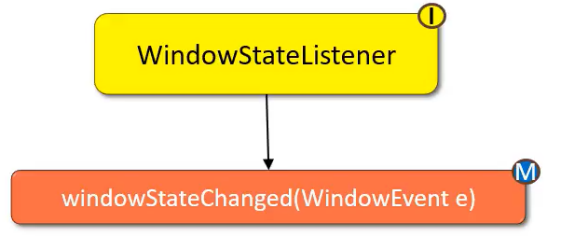 I
WindowStateListener
M
windowStateChanged(WindowEvent e)